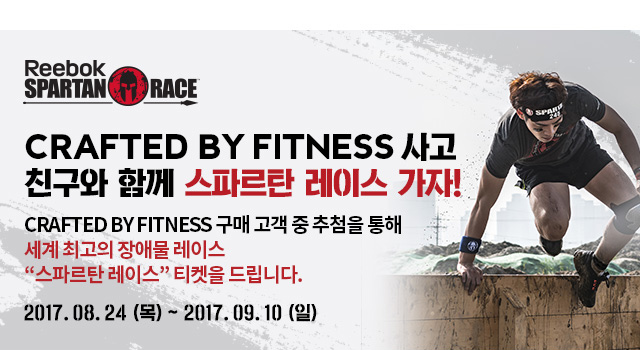 Reebok
SPARTAN RACE
CRAFTED BY FITNESS 사고
친구와 함께 스파르탄 레이스 가자!
CRAFTED BY FITNESS 구매 고객 중 추첨을 통해
세계 최고의 장애물 레이스
“스파르탄 레이스” 티켓을 드립니다.
2017. 08. 24 (목) ~ 2017. 09. 10 (일)